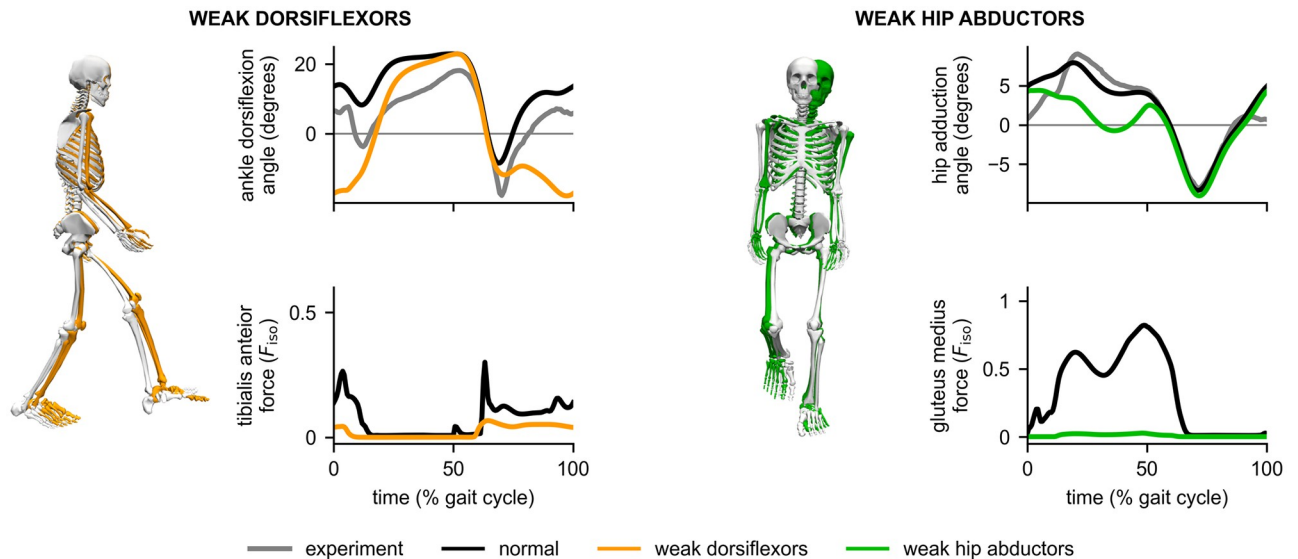 WEAK DORSIFLEXORS
ankle dorsiflexion
angle (degrees)
20
0
tibialis anteior
force (Fiso)
0.5
0
0
50
100
time (% gait cycle)
WEAK HIP ABDUCTORS
hip adduction
angle (degrees)
5
0
−5
gluteus medius
force (Fiso)
1
0.5
0
0
50
100
time (% gait cycle)
experiment
normal
weak dorsiflexors
weak hip abductors